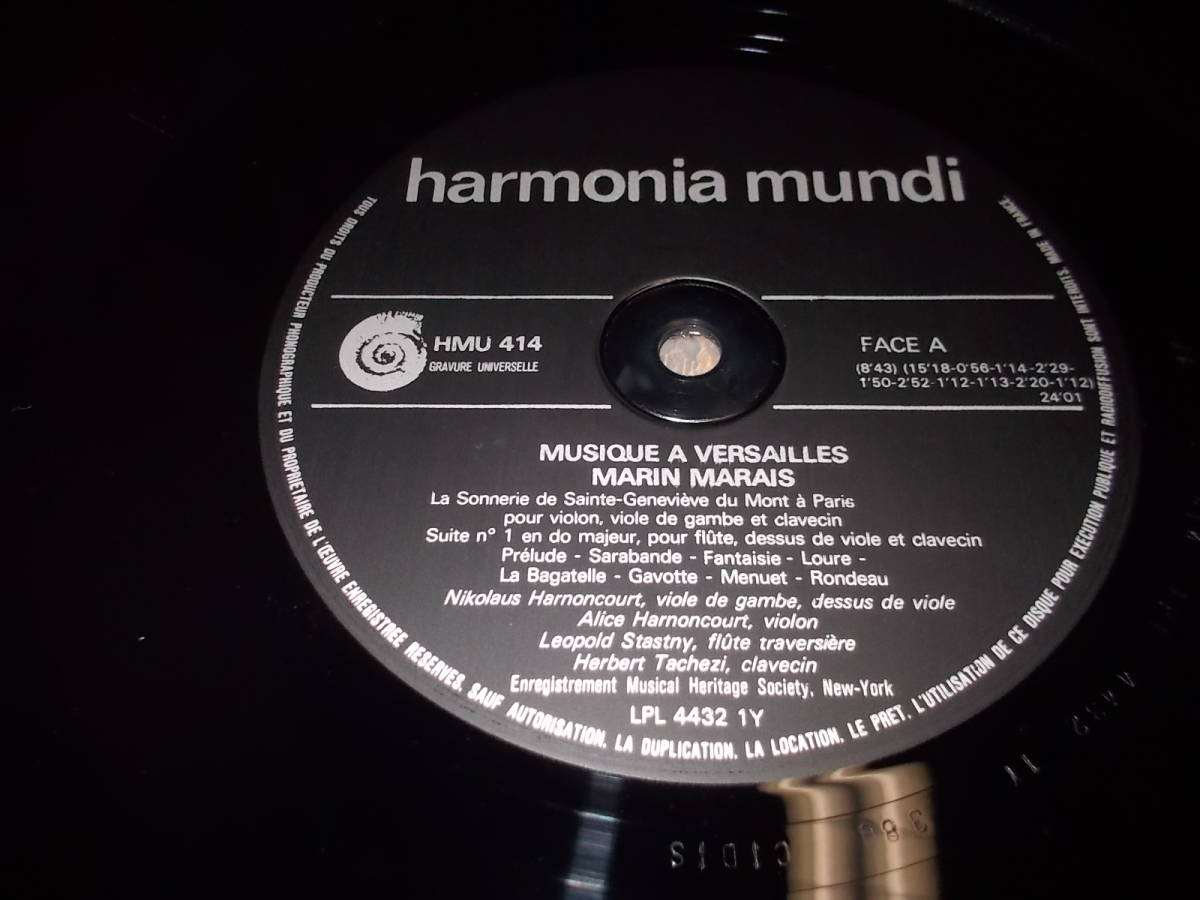 harmonia mundi
HMU 414
GRAVURE UNIVERSELLE
FACE A
(8'43) (15'18-0'56-1'14-2'29-
1'50-2'52-1'12-1'13-2'20-1'12)
24'01
MUSIQUE A VERSAILLES
MARIN MARAIS
La Sonnerie de Sainte-Geneviève du Mont à Paris
pour violon, viole de gambe et clavecin
Suite n° 1 en do majeur, pour flûte, dessus de viole et clavecin
Prélude - Sarabande - Fantaisie - Loure -
La Bagatelle - Gavotte - Menuet - Rondeau
Nikolaus Harnoncourt, viole de gambe, dessus de viole
Alice Harnoncourt, violon
Leopold Stastny, flûte traversière
Herbert Tachezi, clavecin
Enregistrement Musical Heritage Society, New-York
LPL 4432 1Y
TOUS DROITS DU PRODUCTEUR PHONOGRAPHIQUE ET DU PROPRIETAIRE DE L'ŒUVRE ENREGISTREE RESERVES. SAUF AUTORISATION, LA DUPLICATION, LA LOCATION, LE PRET, L'UTILISATION DE CE DISQUE POUR EXECUTION PUBLIQUE ET RADIODIFFUSION SONT INTERDITS. MADE IN FRANCE
CIDIS